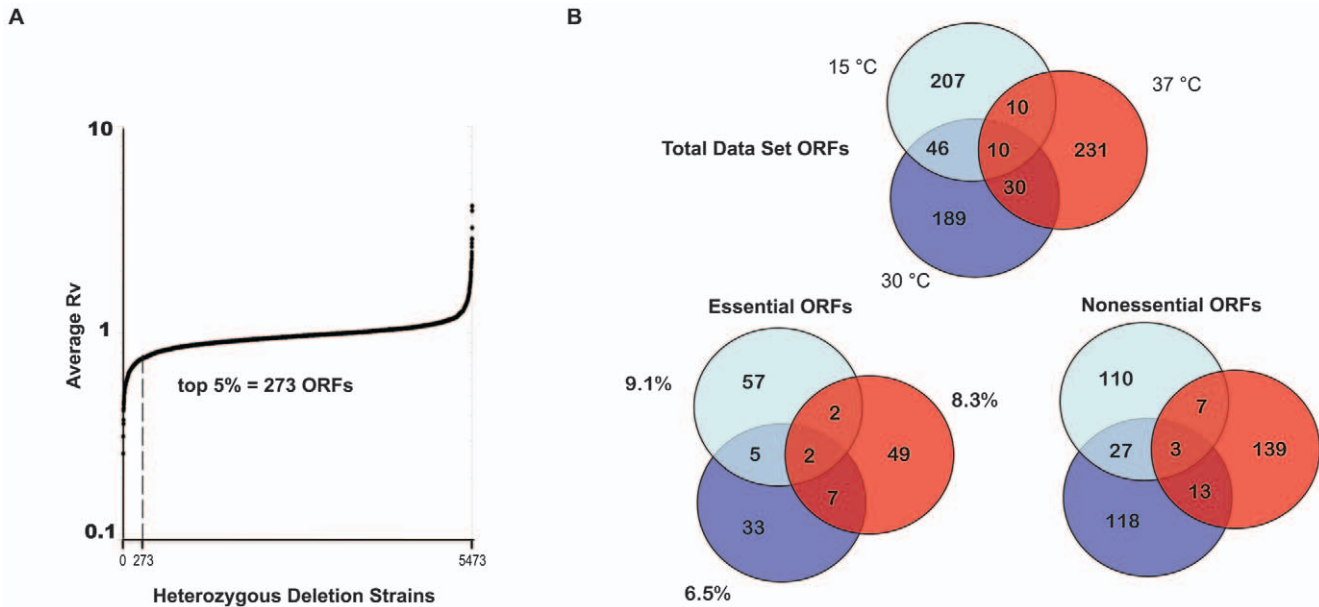 A
10
1
0.1
Average Rv
top 5% = 273 ORFs
0 273 5473
Heterozygous Deletion Strains
B
15 °C
37 °C
30 °C
Total Data Set ORFs
207
10
46
10
231
30
189
Essential ORFs
9.1%
8.3%
6.5%
57
2
5
2
49
7
33
Nonessential ORFs
110
7
27
3
139
13
118